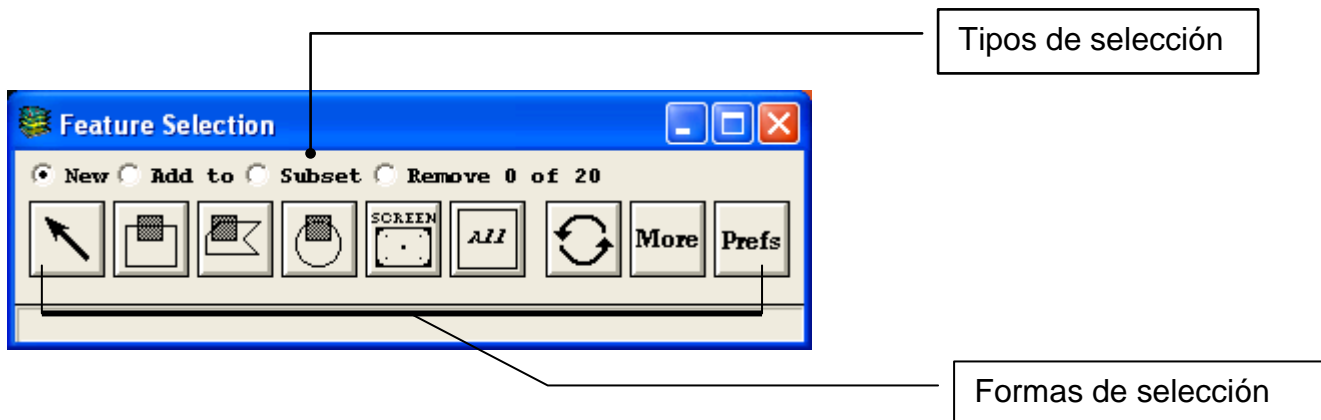 Tipos de selección
Feature Selection
New Add to Subset Remove 0 of 20
SCREEN
All
More
Prefs
Formas de selección